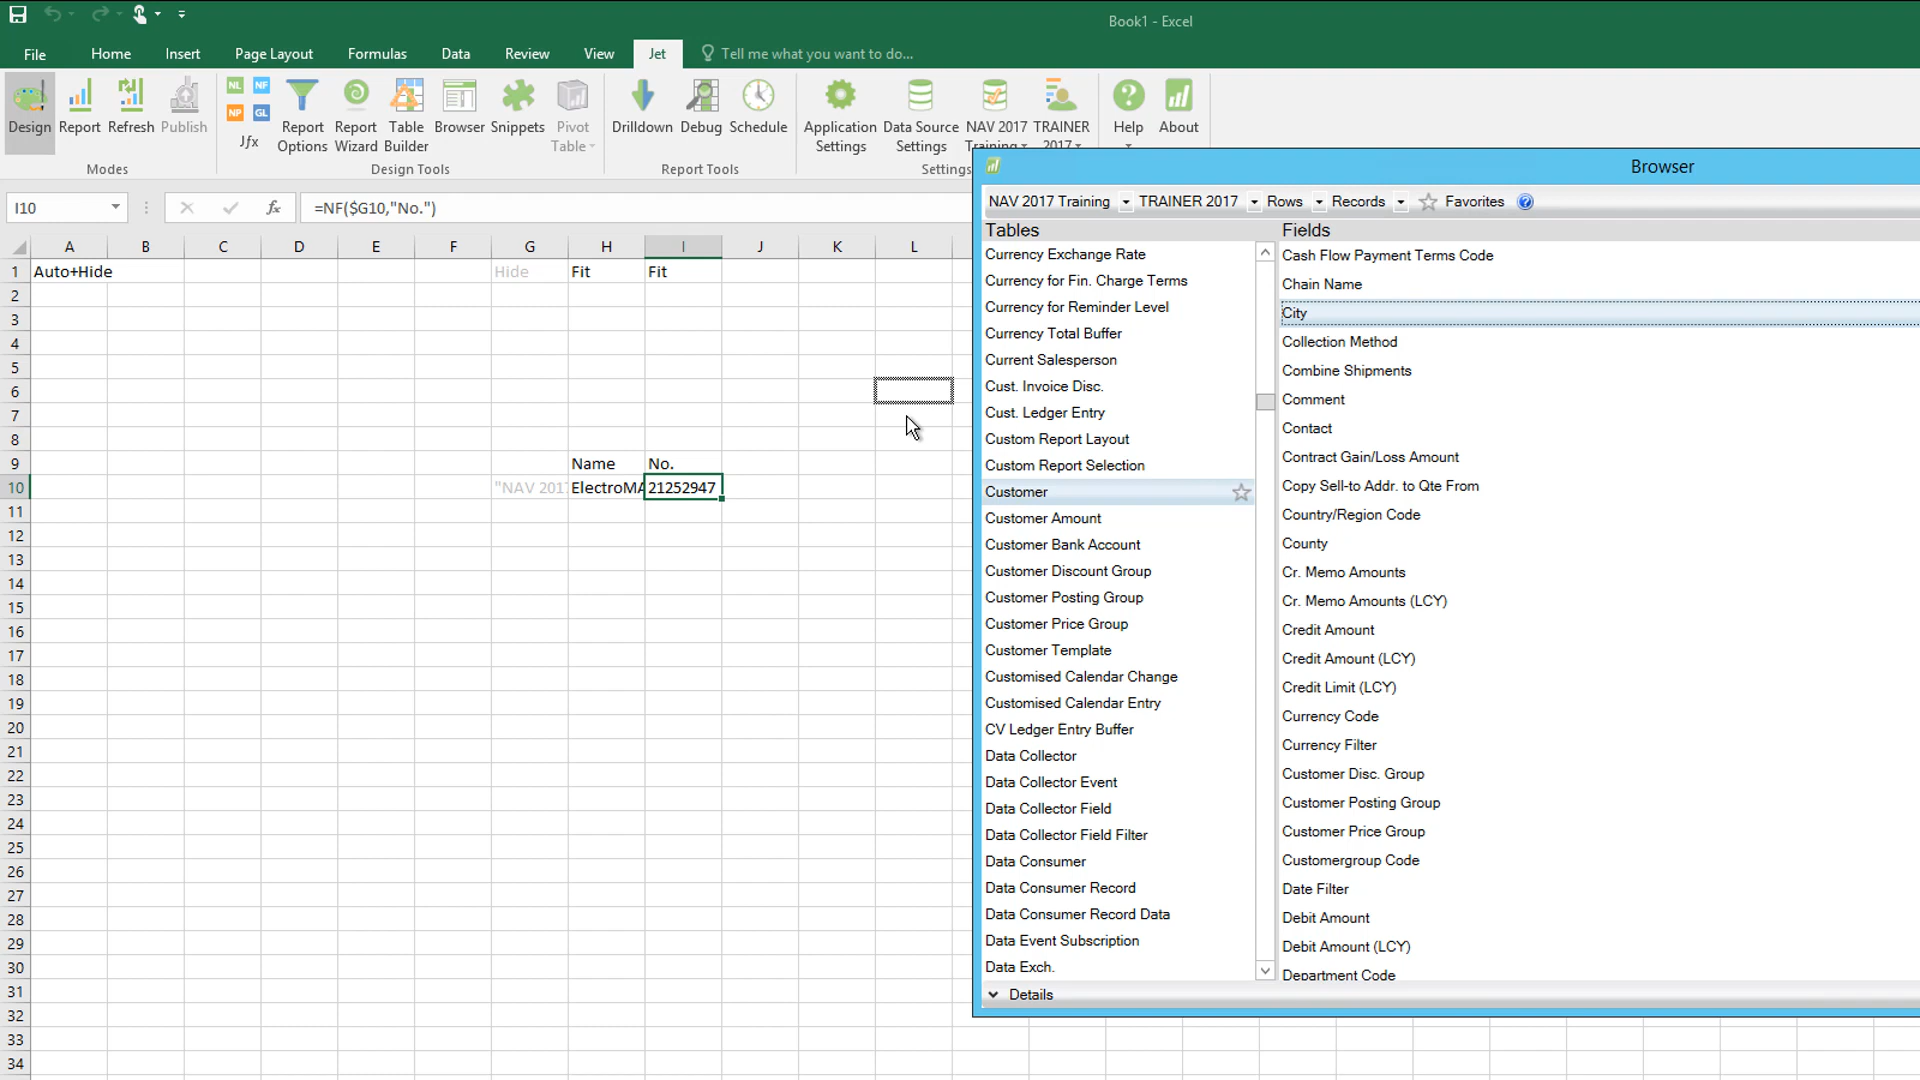 Book1 - Excel
File Home Insert Page Layout Formulas Data Review View Jet Tell me what you want to do...
NL NF
NP GL
Jfx
Design Report Refresh Publish
Report Options
Report Wizard
Table Builder
Browser
Snippets
Pivot Table
Drilldown Debug Schedule
Application Settings
Data Source Settings
NAV 2017 Training
TRAINER 2017
Help About
Modes Design Tools Report Tools Settings
I10 fx =NF($G10,"No.")
A B C D E F G H I J K L
1 Auto+Hide Hide Fit Fit
2
3
4
5
6
7
8
9 Name No.
10 "NAV 2017 ElectroMA 21252947
11
12
13
14
15
16
17
18
19
20
21
22
23
24
25
26
27
28
29
30
31
32
33
34
Browser
NAV 2017 Training TRAINER 2017 Rows Records Favorites ?
Tables
Currency Exchange Rate
Currency for Fin. Charge Terms
Currency for Reminder Level
Currency Total Buffer
Current Salesperson
Cust. Invoice Disc.
Cust. Ledger Entry
Custom Report Layout
Custom Report Selection
Customer
Customer Amount
Customer Bank Account
Customer Discount Group
Customer Posting Group
Customer Price Group
Customer Template
Customised Calendar Change
Customised Calendar Entry
CV Ledger Entry Buffer
Data Collector
Data Collector Event
Data Collector Field
Data Collector Field Filter
Data Consumer
Data Consumer Record
Data Consumer Record Data
Data Event Subscription
Data Exch.
Fields
Cash Flow Payment Terms Code
Chain Name
City
Collection Method
Combine Shipments
Comment
Contact
Contract Gain/Loss Amount
Copy Sell-to Addr. to Qte From
Country/Region Code
County
Cr. Memo Amounts
Cr. Memo Amounts (LCY)
Credit Amount
Credit Amount (LCY)
Credit Limit (LCY)
Currency Code
Currency Filter
Customer Disc. Group
Customer Posting Group
Customer Price Group
Customergroup Code
Date Filter
Debit Amount
Debit Amount (LCY)
Department Code
Details